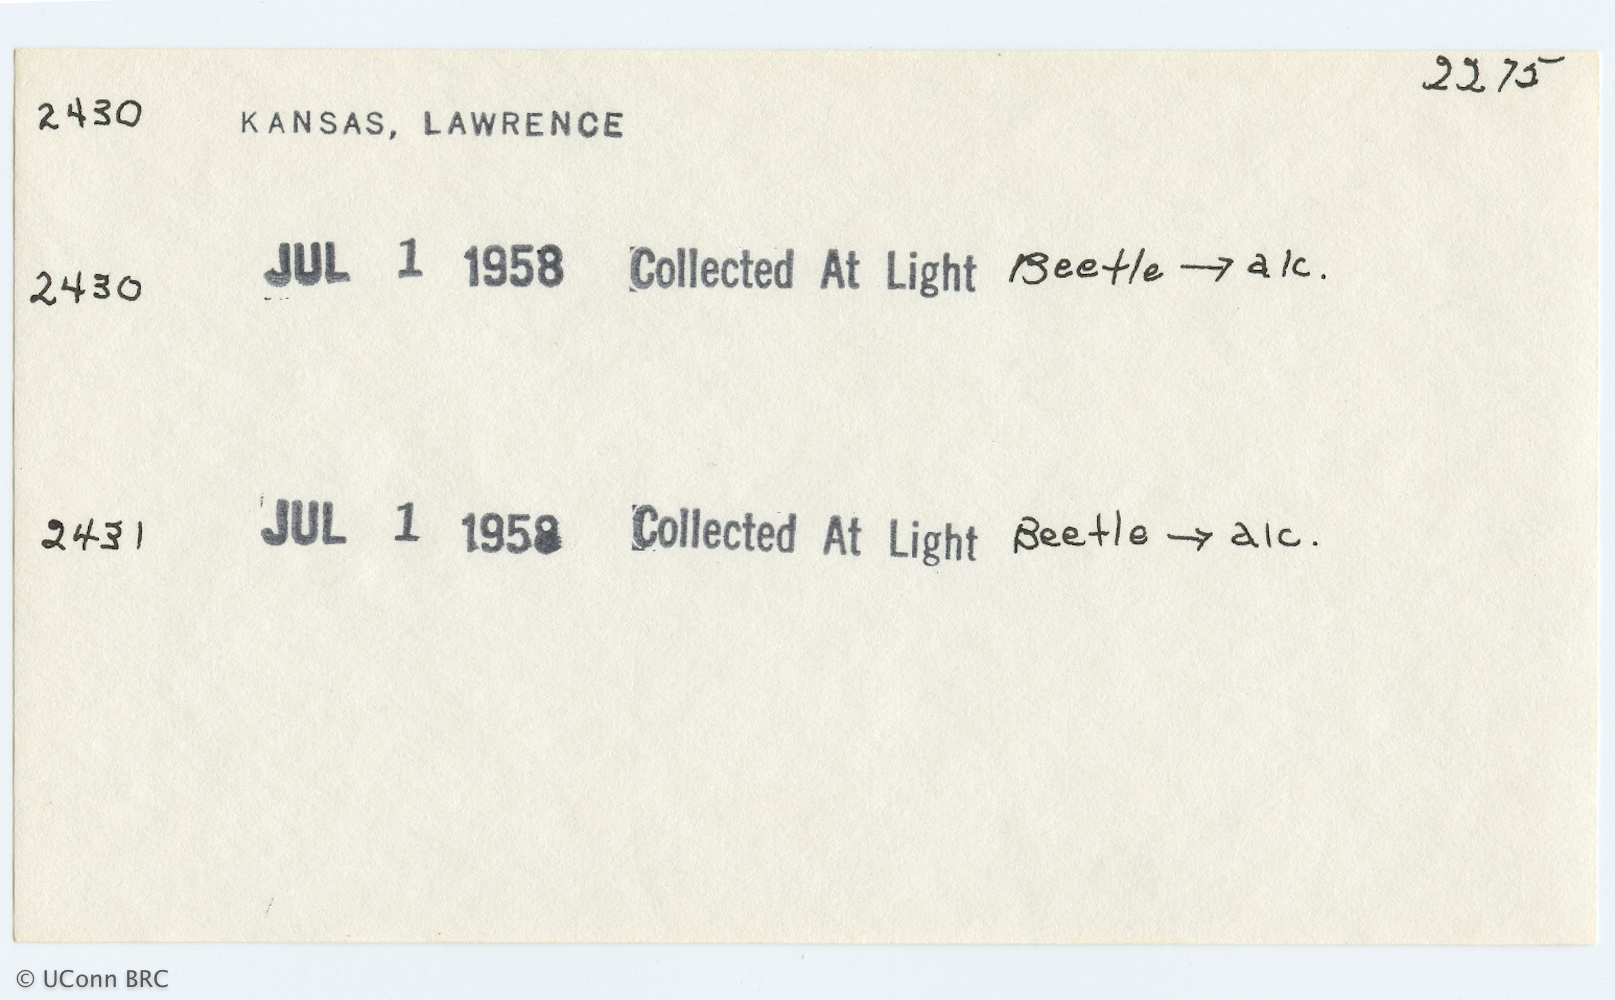 2275
2430 KANSAS, LAWRENCE
2430 JUL 1 1958 Collected At Light Beetle → alc.
2431 JUL 1 1958 Collected At Light Beetle → alc.
© UConn BRC